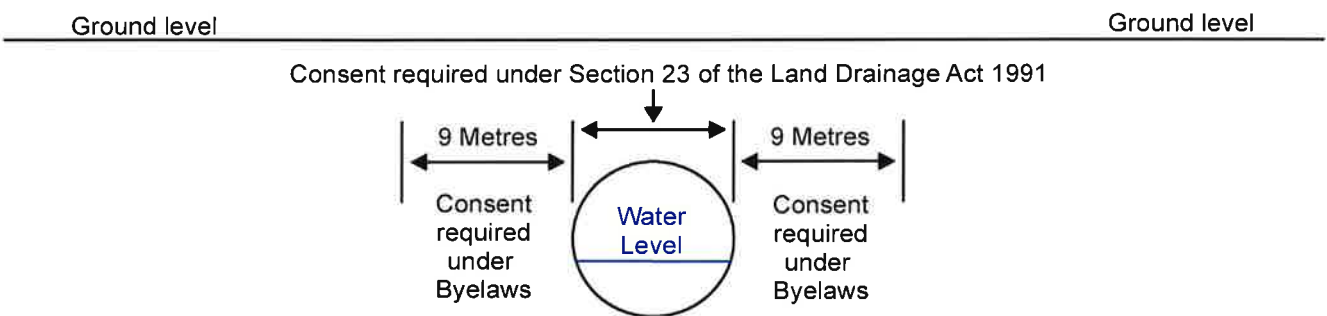 Ground level
Ground level
Consent required under Section 23 of the Land Drainage Act 1991
9 Metres
9 Metres
Consent
required
under
Byelaws
Water
Level
Consent
required
under
Byelaws